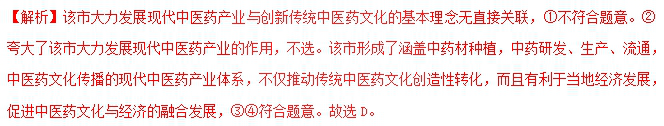 【解析】该市大力发展现代中医药产业与创新传统中医药文化的基本理念无直接关联，①不符合题意。②
夸大了该市大力发展现代中医药产业的作用，不选。该市形成了涵盖中药材种植，中药研发、生产、流通，
中医药文化传播的现代中医药产业体系，不仅推动传统中医药文化创造性转化，而且有利于当地经济发展，
促进中医药文化与经济的融合发展，③④符合题意。故选 D。